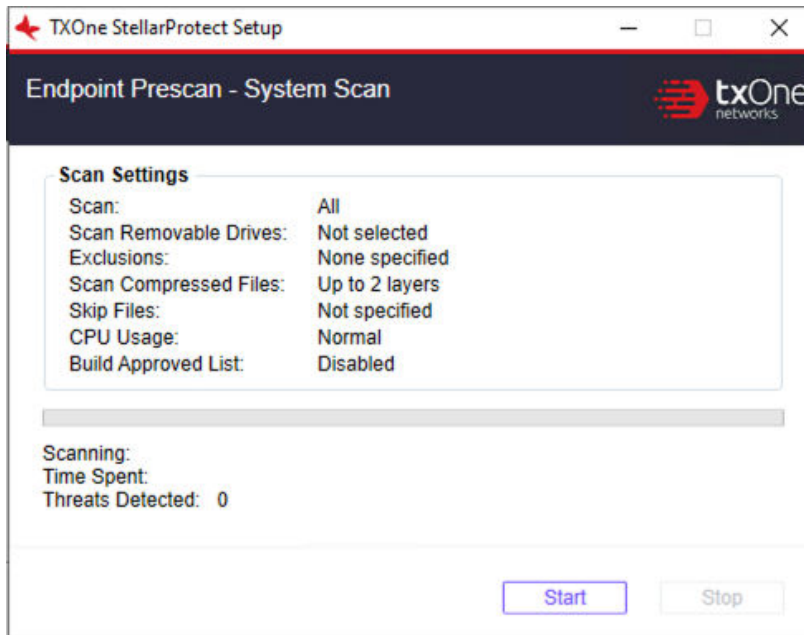 TXOne StellarProtect Setup
Endpoint Prescan - System Scan
txOne
networks
Scan Settings
Scan: All
Scan Removable Drives: Not selected
Exclusions: None specified
Scan Compressed Files: Up to 2 layers
Skip Files: Not specified
CPU Usage: Normal
Build Approved List: Disabled
Scanning:
Time Spent:
Threats Detected: 0
Start Stop